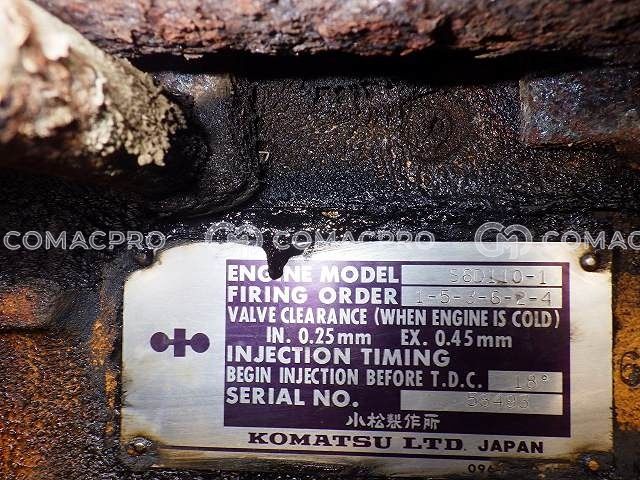 COMACPRO COMACPRO COMACPRO
ENGINE MODEL S6D110-1
FIRING ORDER 1-5-3-6-2-4
VALVE CLEARANCE (WHEN ENGINE IS COLD)
IN. 0.25mm EX. 0.45mm
INJECTION TIMING
BEGIN INJECTION BEFORE T.D.C. 18°
SERIAL NO. 53493
小松製作所
KOMATSU LTD. JAPAN